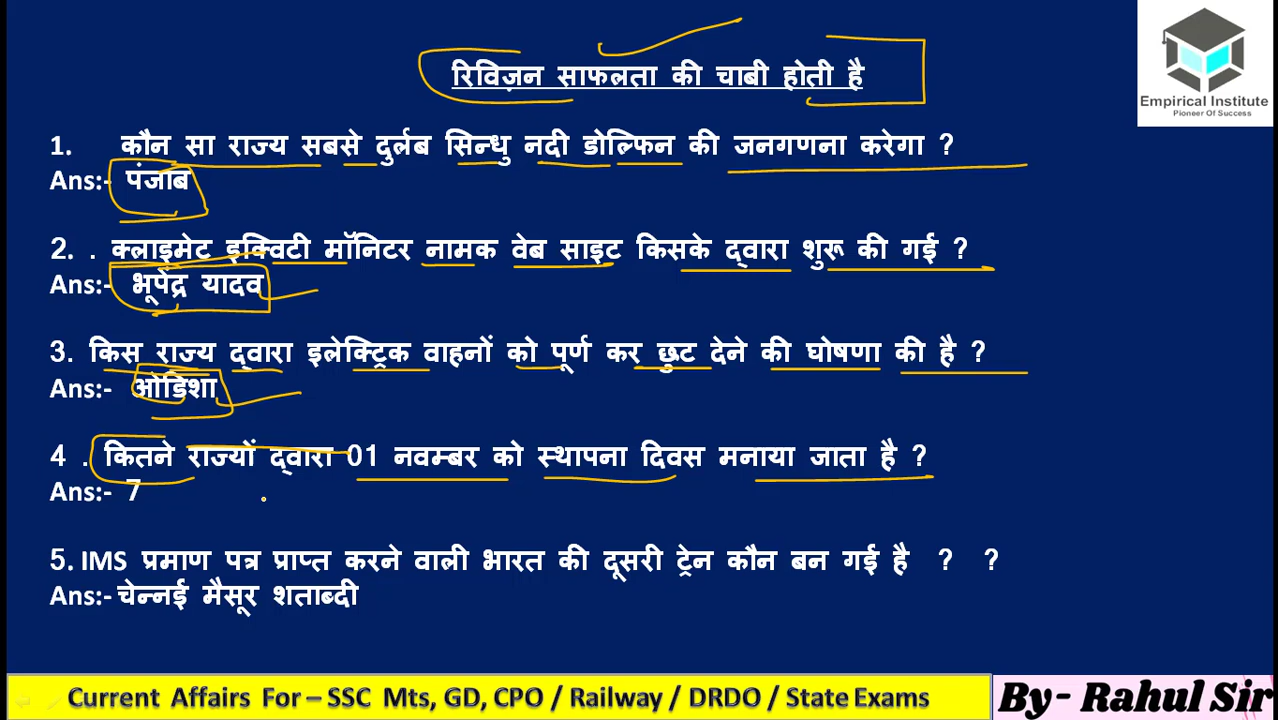 रिविज़न साफलता की चाबी होती है
Empirical Institute
Pioneer Of Success
1. कौन सा राज्य सबसे दुर्लब सिन्धु नदी डोल्फिन की जनगणना करेगा ?
Ans:- पंजाब
2. . क्लाइमेट इक्विटी मॉनिटर नामक वेब साइट किसके द्वारा शुरू की गई ?
Ans:- भूपेंद्र यादव
3. किस राज्य द्वारा इलेक्ट्रिक वाहनों को पूर्ण कर छुट देने की घोषणा की है ?
Ans:- ओडिशा
4 . कितने राज्यों द्वारा 01 नवम्बर को स्थापना दिवस मनाया जाता है ?
Ans:- 7
5. IMS प्रमाण पत्र प्राप्त करने वाली भारत की दूसरी ट्रेन कौन बन गई है ? ?
Ans:- चेन्नई मैसूर शताब्दी
Current Affairs For – SSC Mts, GD, CPO / Railway / DRDO / State Exams
By- Rahul Sir